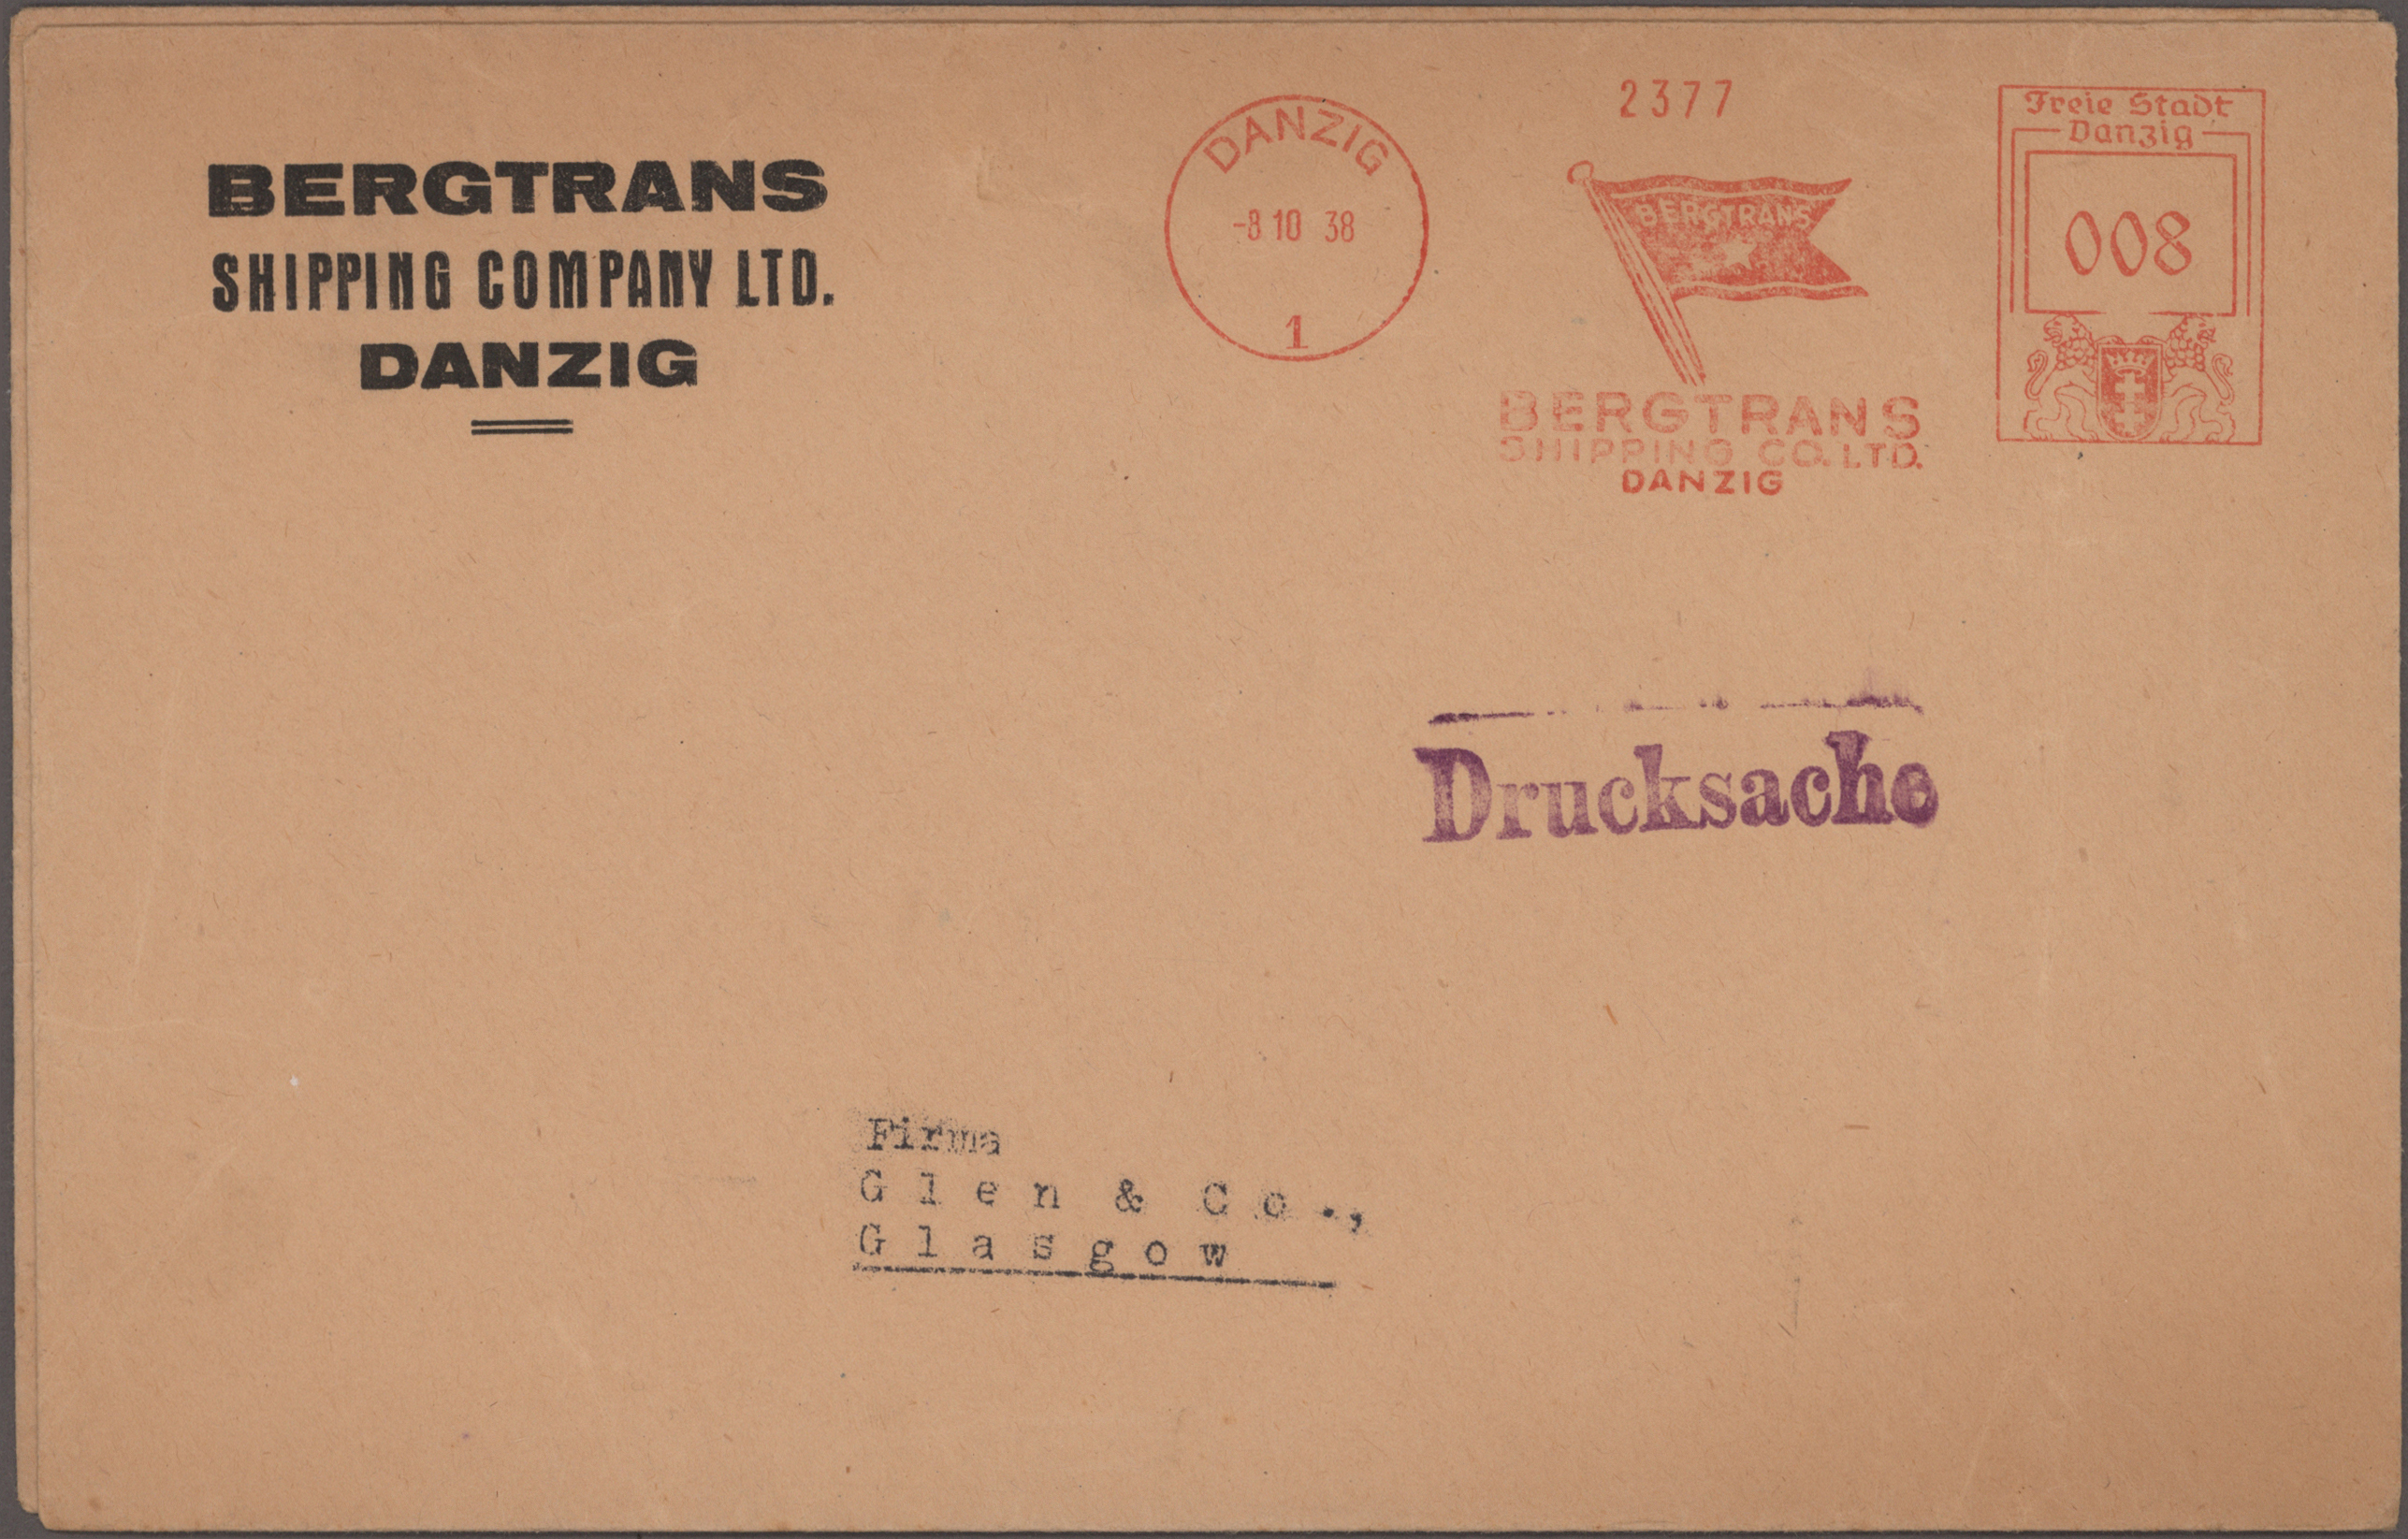 BERGTRANS
SHIPPING COMPANY LTD.
DANZIG
DANZIG
-8 10 38
1
2377
BERGTRANS
BERGTRANS
SHIPPING CO. LTD.
DANZIG
Freie Stadt
Danzig
008
Drucksache
Firma
Glen & Co.,
Glasgow